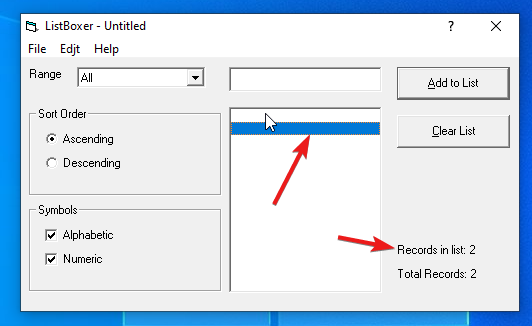 ListBoxer - Untitled
File Edjt Help
Range All Add to List
Sort Order
Ascending
Descending
Clear List
Symbols
Alphabetic
Numeric
Records in list: 2
Total Records: 2